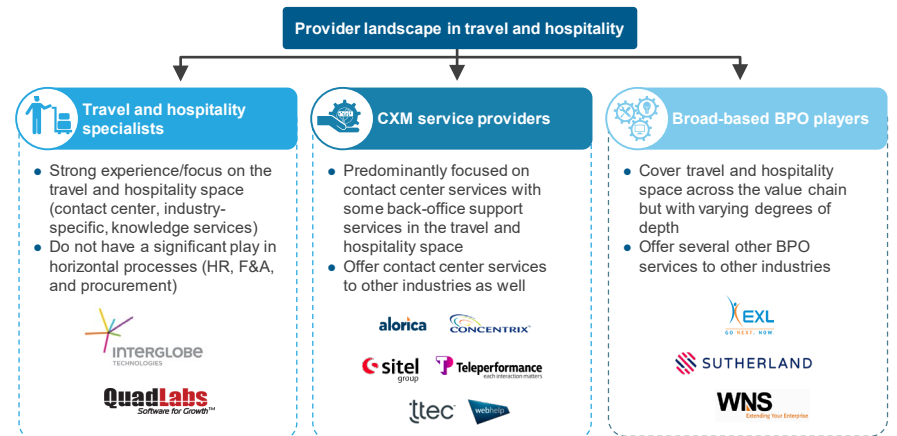 Provider landscape in travel and hospitality
Travel and hospitality
specialists
● Strong experience/focus on the
travel and hospitality space
(contact center, industry-
specific, knowledge services)
● Do not have a significant play in
horizontal processes (HR, F&A,
and procurement)
INTERGLOBE
TECHNOLOGIES
QuadLabs
Software for Growth™
CXM service providers
● Predominantly focused on
contact center services with
some back-office support
services in the travel and
hospitality space
● Offer contact center services
to other industries as well
alorica
CONCENTRIX®
sitel
group
Teleperformance
each interaction matters
ttec
webhelp
Broad-based BPO players
● Cover travel and hospitality
space across the value chain
but with varying degrees of
depth
● Offer several other BPO
services to other industries
EXL
GO NEXT. NOW
SUTHERLAND
WNS
Extending Your Enterprise